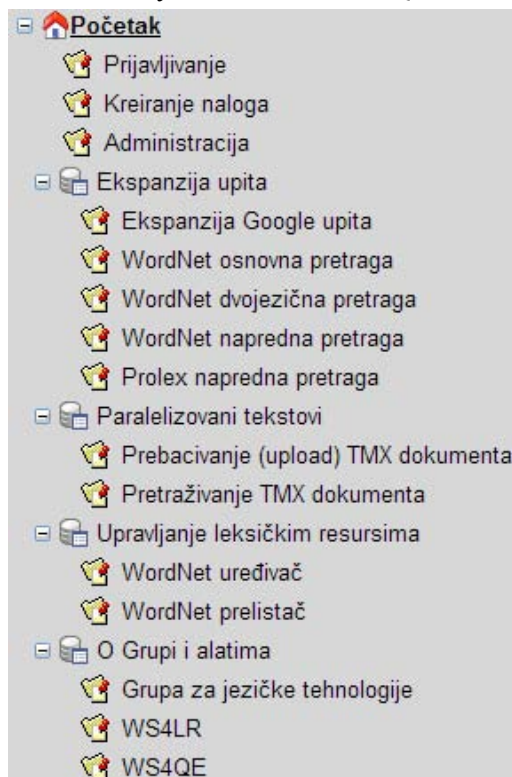 Početak
Prijavljivanje
Kreiranje naloga
Administracija
Ekspanzija upita
Ekspanzija Google upita
WordNet osnovna pretraga
WordNet dvojezična pretraga
WordNet napredna pretraga
Prolex napredna pretraga
Paralelizovani tekstovi
Prebacivanje (upload) TMX dokumenta
Pretraživanje TMX dokumenta
Upravljanje leksičkim resursima
WordNet uređivač
WordNet prelistač
O Grupi i alatima
Grupa za jezičke tehnologije
WS4LR
WS4QE